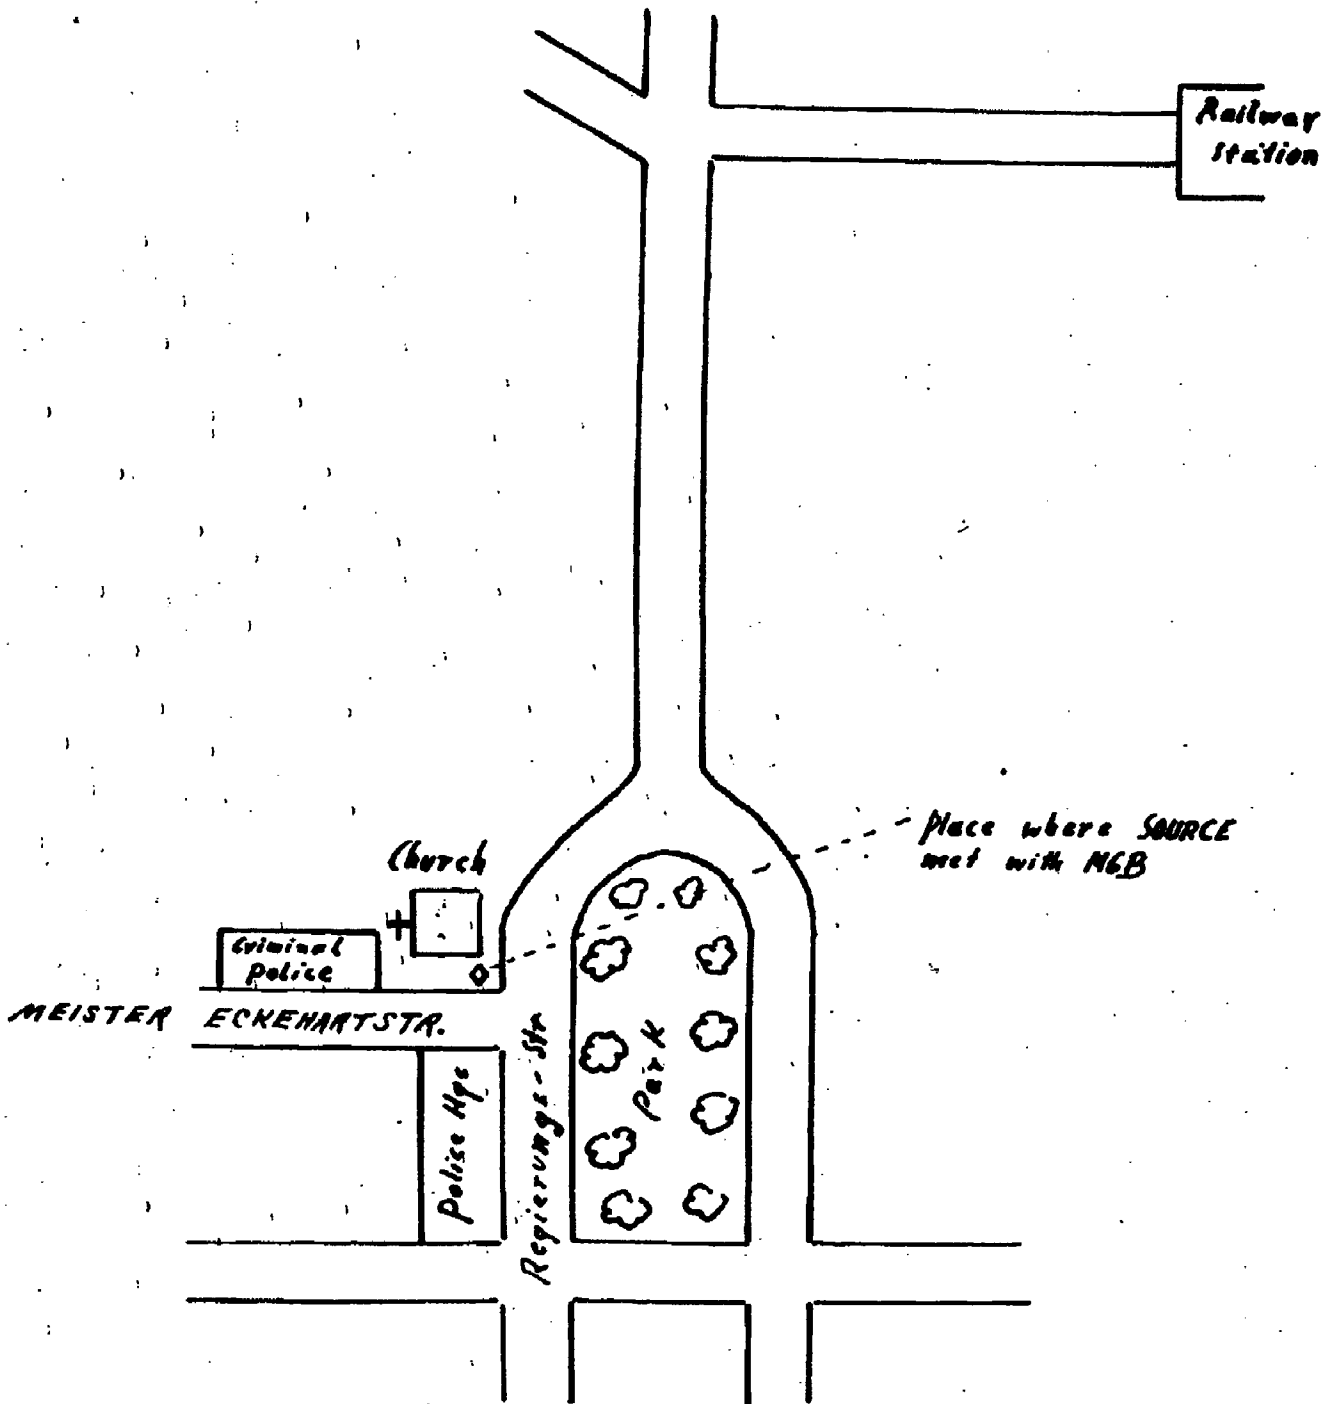 Railway
Station
Place where SOURCE
met with MGB
Church
Criminal
Police
MEISTER ECKEHARTSTR.
Police Hqs
Regierungs-Str
Park